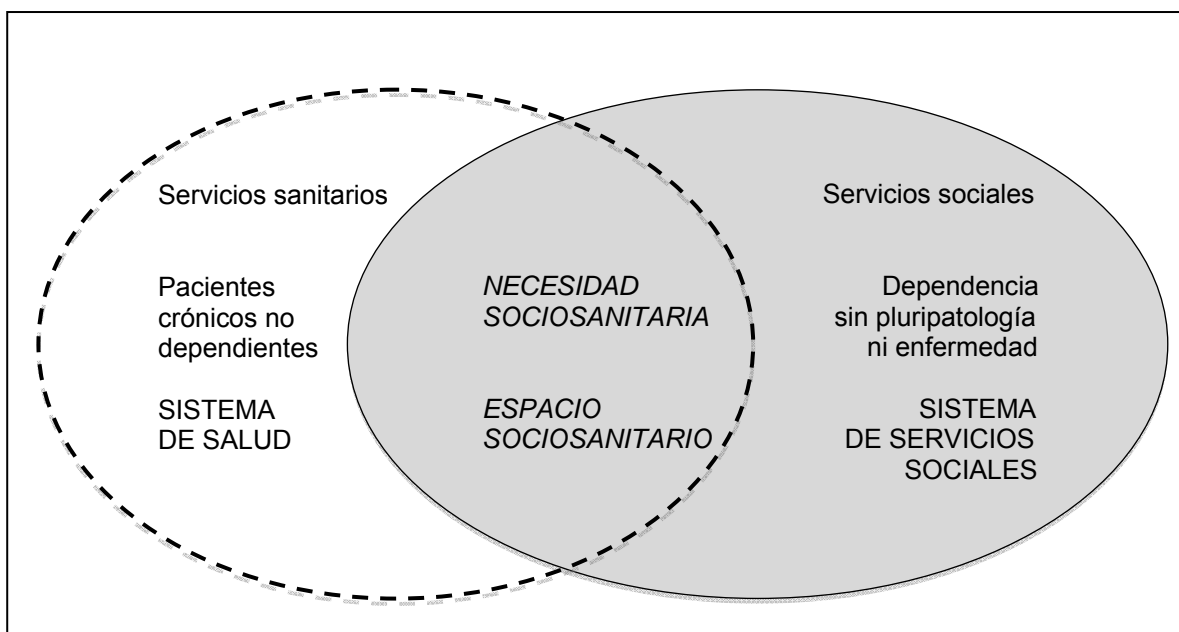 Servicios sanitarios
Pacientes
crónicos no
dependientes
SISTEMA
DE SALUD
NECESIDAD
SOCIOSANITARIA
ESPACIO
SOCIOSANITARIO
Servicios sociales
Dependencia
sin pluripatología
ni enfermedad
SISTEMA
DE SERVICIOS
SOCIALES